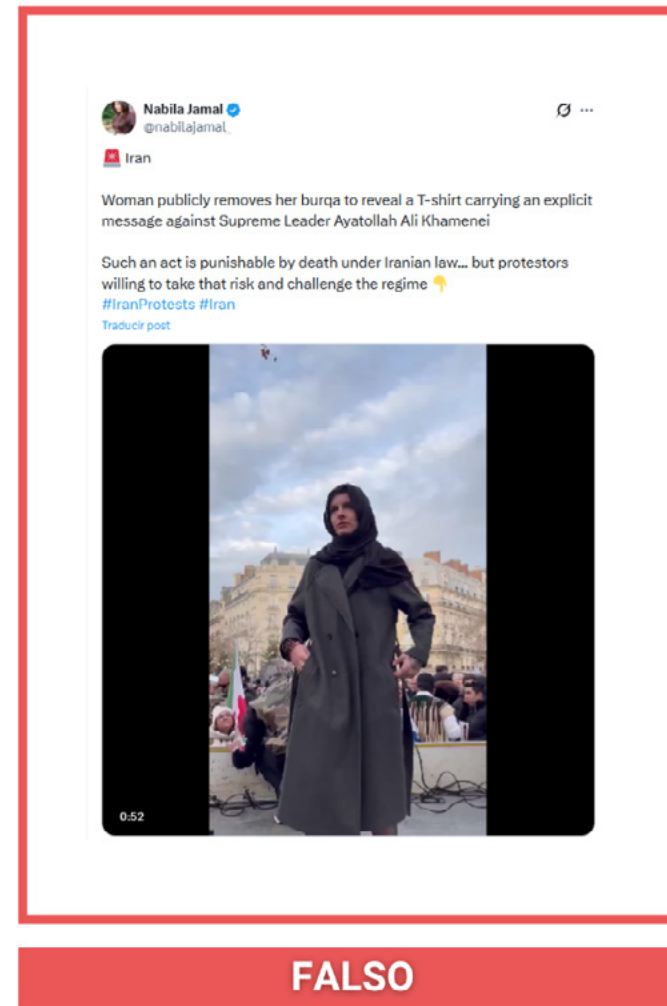 Nabila Jamal
@nabilajamal_
🚨 Iran
Woman publicly removes her burqa to reveal a T-shirt carrying an explicit
message against Supreme Leader Ayatollah Ali Khamenei
Such an act is punishable by death under Iranian law... but protestors
willing to take that risk and challenge the regime 👇
#IranProtests #Iran
Traducir post
0:52
FALSO